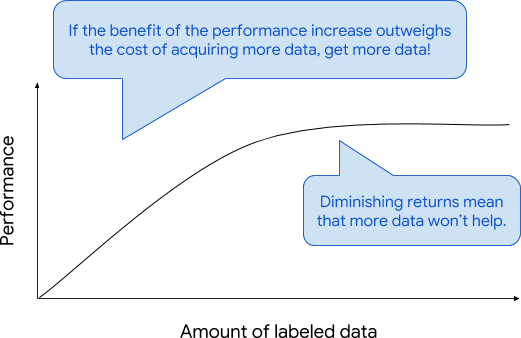 If the benefit of the performance increase outweighs
the cost of acquiring more data, get more data!
Performance
Diminishing returns mean
that more data won't help.
Amount of labeled data